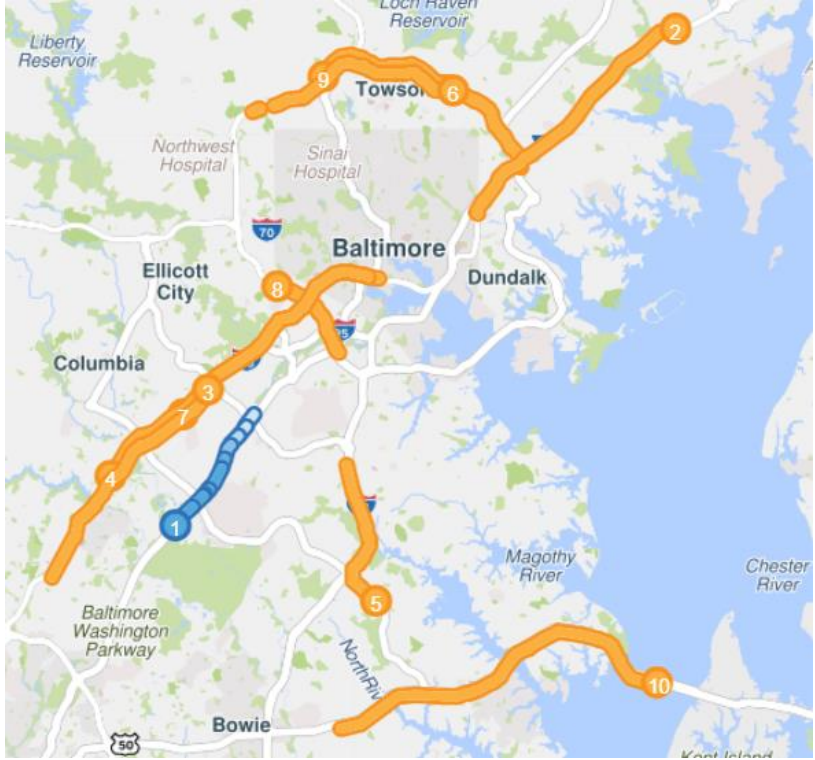 Loch Raven
Reservoir
2
Liberty
Reservoir
9
Towson
6
Northwest
Hospital
Sinai
Hospital
70
Baltimore
Ellicott
City
8
Dundalk
95
Columbia
3
7
4
1
Magothy
River
Chester
River
5
Baltimore
Washington
Parkway
NorthRiv
10
Bowie
50
Kent Island